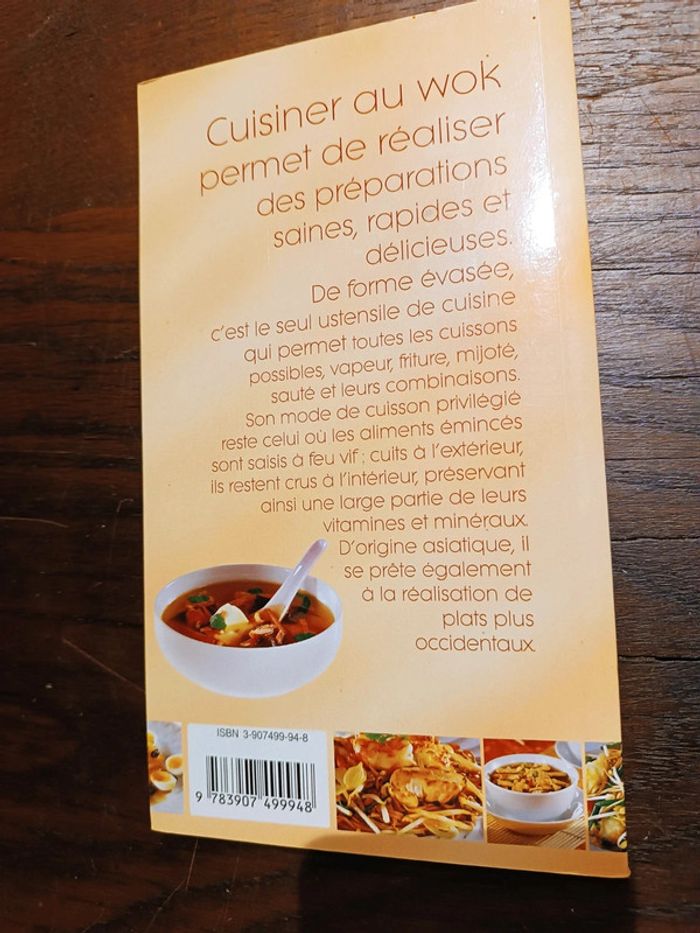 Cuisiner au wok
permet de réaliser
des préparations
saines, rapides et
délicieuses.
De forme évasée,
c'est le seul ustensile de cuisine
qui permet toutes les cuissons
possibles, vapeur, friture, mijoté,
sauté et leurs combinaisons.
Son mode de cuisson privilégié
reste celui où les aliments émincés
sont saisis à feu vif : cuits à l'extérieur,
ils restent crus à l'intérieur, préservant
ainsi une large partie de leurs
vitamines et minéraux.
D'origine asiatique, il
se prête également
à la réalisation de
plats plus
occidentaux.
ISBN 3-907499-94-8
9 783907 499948